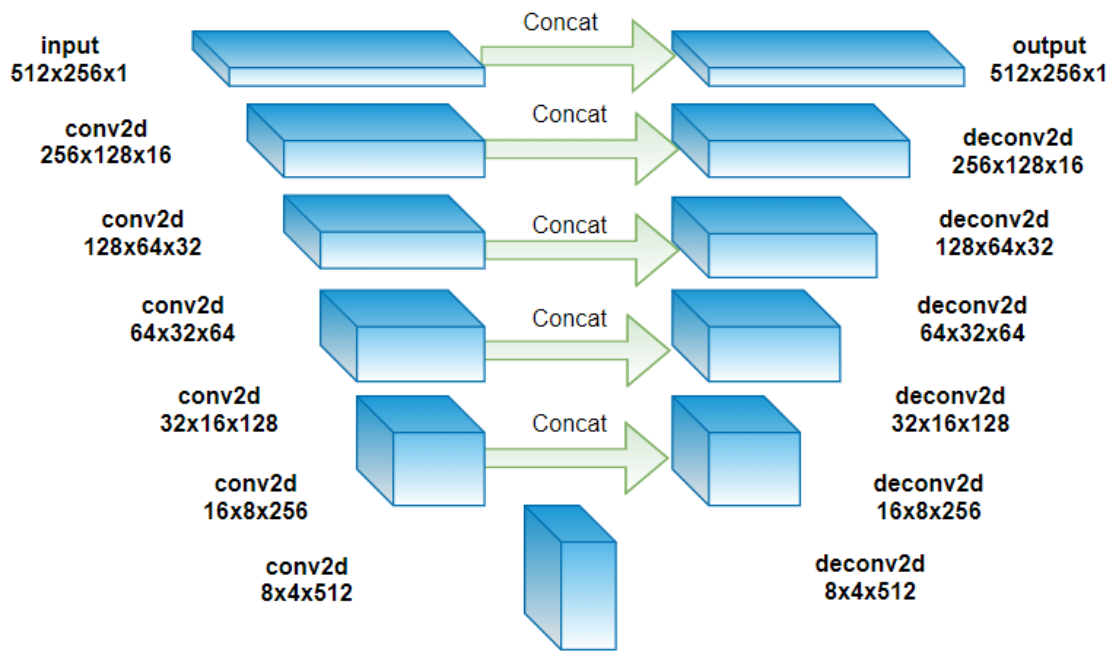 Concat
input
512x256x1
output
512x256x1
Concat
conv2d
256x128x16
deconv2d
256x128x16
Concat
conv2d
128x64x32
deconv2d
128x64x32
Concat
conv2d
64x32x64
deconv2d
64x32x64
Concat
conv2d
32x16x128
deconv2d
32x16x128
conv2d
16x8x256
deconv2d
16x8x256
conv2d
8x4x512
deconv2d
8x4x512